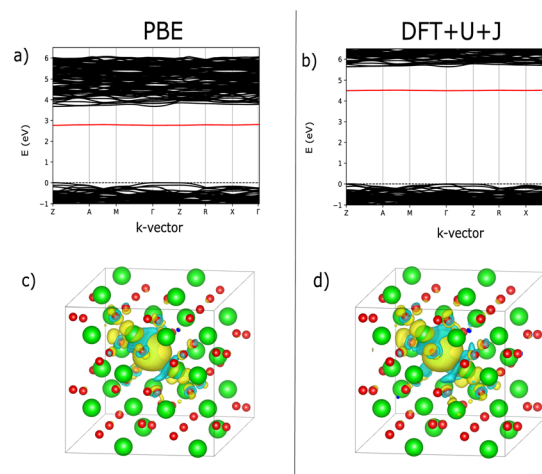 PBE
DFT+U+J
a)
6
5
4
3
2
1
0
-1
E (eV)
Z A M Γ Z R X Γ
k-vector
b)
6
5
4
3
2
1
0
-1
E (eV)
Z A M Γ Z R X
k-vector
c)
d)